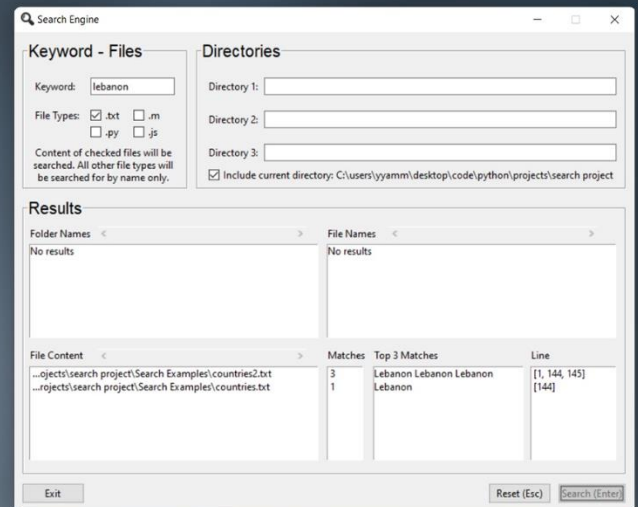 Search Engine
Keyword - Files
Keyword: lebanon
File Types: .txt .m
.py .js
Content of checked files will be
searched. All other file types will
be searched for by name only.
Directories
Directory 1:
Directory 2:
Directory 3:
Include current directory: C:\users\yyamm\desktop\code\python\projects\search project
Results
Folder Names < >
No results
File Names < >
No results
File Content < > Matches Top 3 Matches Line
...ojects\search project\Search Examples\countries2.txt 3 Lebanon Lebanon Lebanon [1, 144, 145]
...rojects\search project\Search Examples\countries.txt 1 Lebanon [144]
Exit Reset (Esc) Search (Enter)